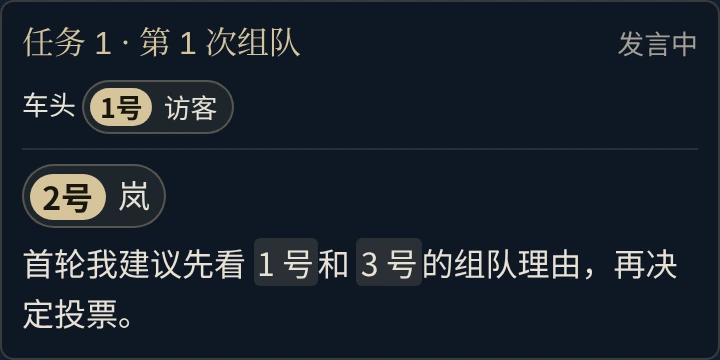 任务 1 · 第 1 次组队
发言中
车头 1号 访客
2号 岚
首轮我建议先看 1 号和 3 号的组队理由，再决
定投票。